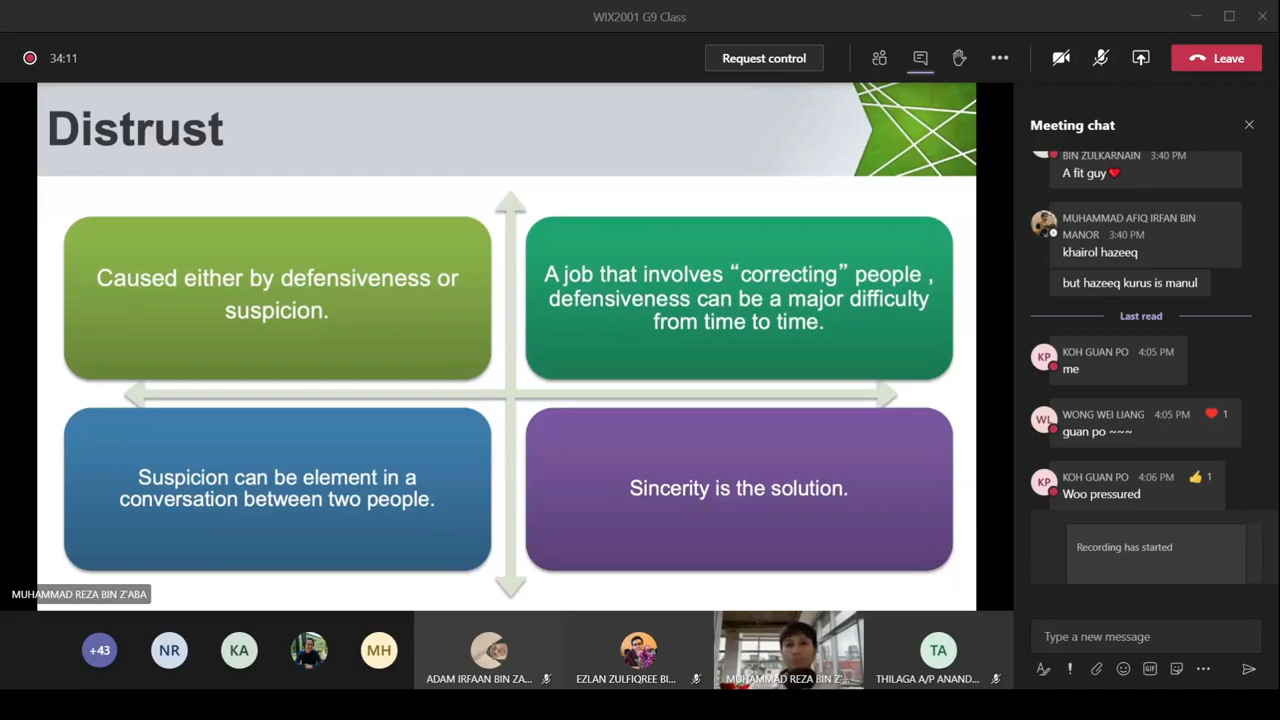 WIX2001 G9 Class
34:11
Request control
Leave
Distrust
Caused either by defensiveness or
suspicion.
A job that involves “correcting” people ,
defensiveness can be a major difficulty
from time to time.
Suspicion can be element in a
conversation between two people.
Sincerity is the solution.
MUHAMMAD REZA BIN Z'ABA
+43
NR
KA
MH
ADAM IRFAAN BIN ZA...
EZLAN ZULFIQREE BI...
MUHAMMAD REZA BIN Z'...
TA
THILAGA A/P ANAND...
Meeting chat
BIN ZULKARNAIN 3:40 PM
A fit guy❤
MUHAMMAD AFIQ IRFAN BIN
MANOR 3:40 PM
khairol hazeeq
but hazeeq kurus is manul
Last read
KP
KOH GUAN PO 4:05 PM
me
WL
WONG WEI LIANG 4:05 PM ❤ 1
guan po ~~~
KP
KOH GUAN PO 4:06 PM 👍 1
Woo pressured
Recording has started
Type a new message
GIF